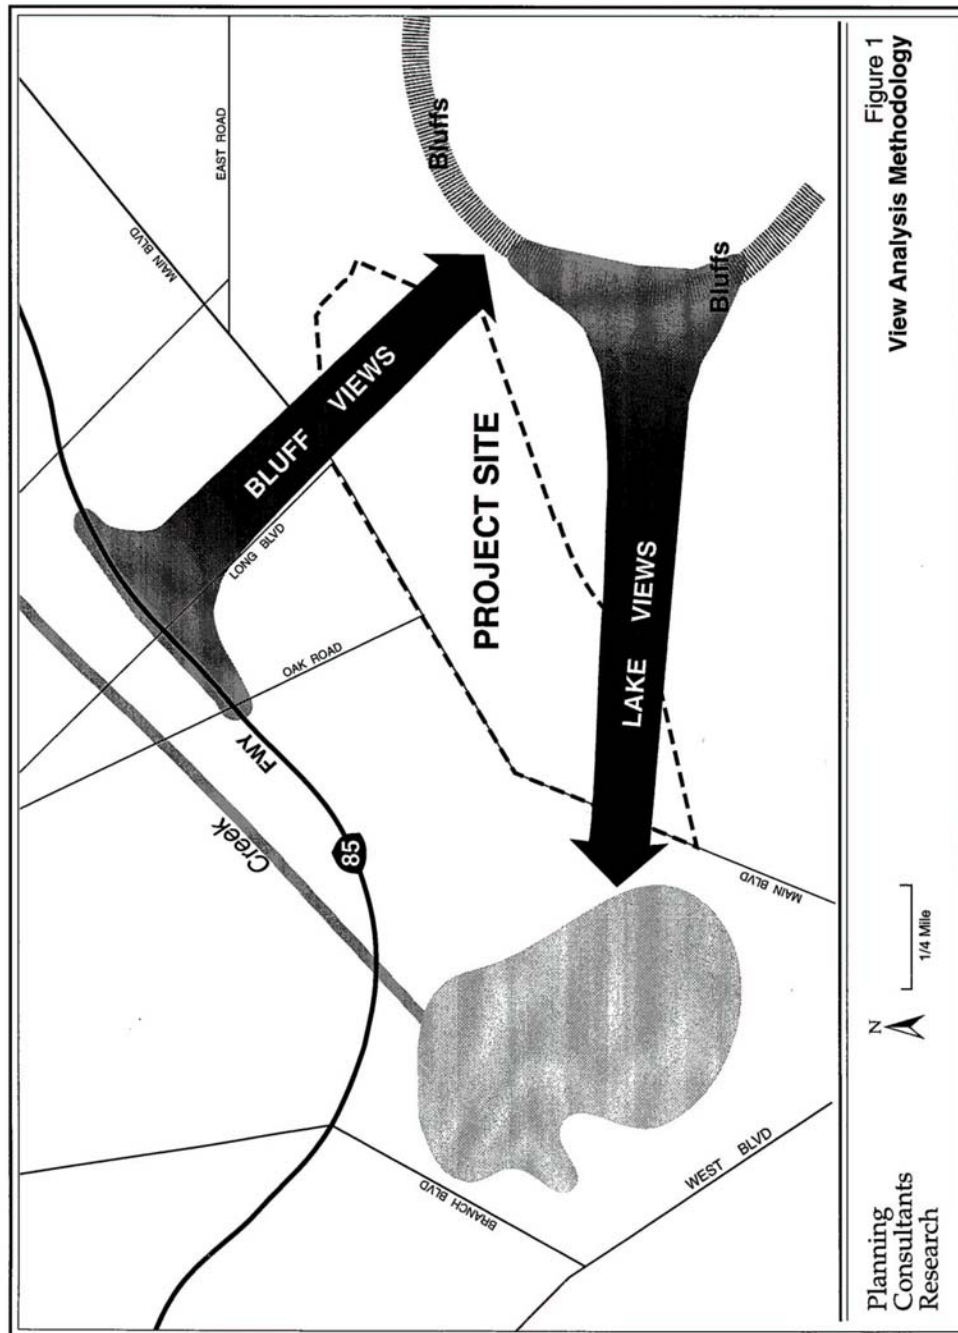 EAST ROAD
MAIN BLVD
Bluffs
BLUFF VIEWS
LONG BLVD
OAK ROAD
FWY
Creek
85
PROJECT SITE
Bluffs
LAKE VIEWS
MAIN BLVD
BRANCH BLVD
WEST BLVD
Planning
Consultants
Research
N
1/4 Mile
Figure 1
View Analysis Methodology